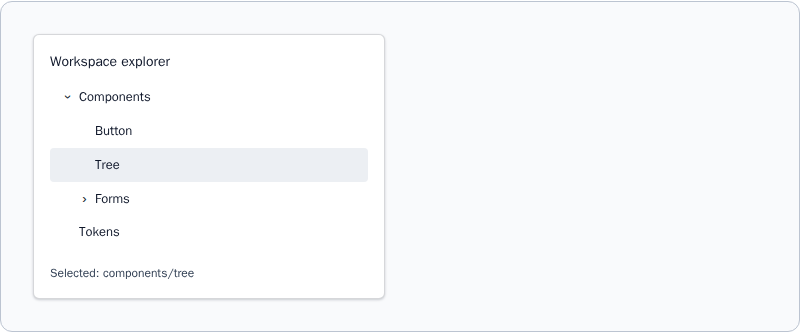 Workspace explorer
Components
Button
Tree
Forms
Tokens
Selected: components/tree